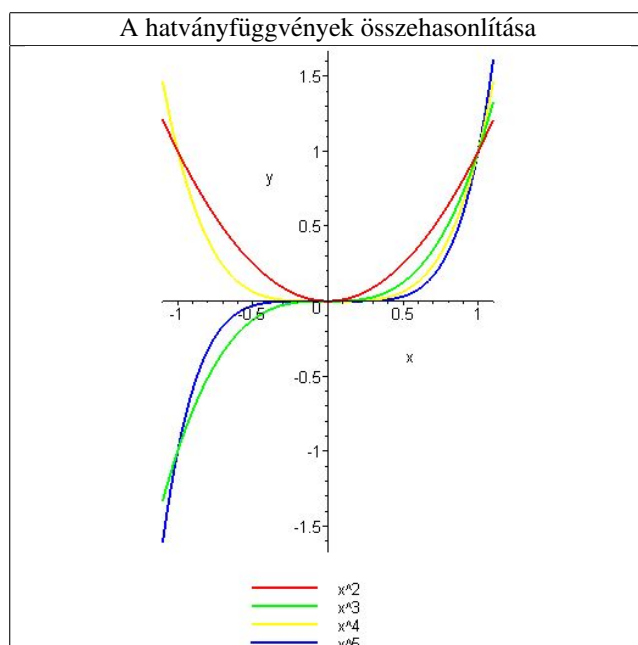 A hatványfüggvények összehasonlítása
1.5
y
1
0.5
-1 -0.5 0 0.5 1
x
-0.5
-1
-1.5
x^2
x^3
x^4
x^5